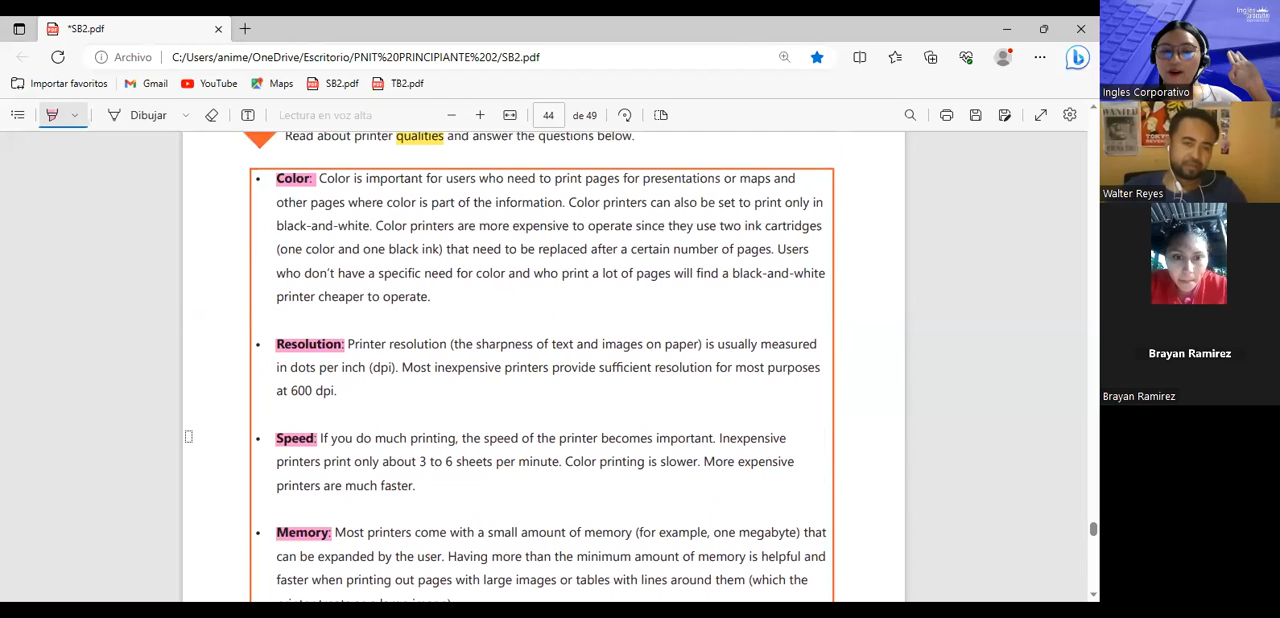 *SB2.pdf
Archivo
C:/Users/anime/OneDrive/Escritorio/PNIT%20PRINCIPIANTE%202/SB2.pdf
Importar favoritos
Gmail
YouTube
Maps
SB2.pdf
TB2.pdf
Dibujar
Lectura en voz alta
44
de 49
Read about printer qualities and answer the questions below.
• Color: Color is important for users who need to print pages for presentations or maps and
other pages where color is part of the information. Color printers can also be set to print only in
black-and-white. Color printers are more expensive to operate since they use two ink cartridges
(one color and one black ink) that need to be replaced after a certain number of pages. Users
who don't have a specific need for color and who print a lot of pages will find a black-and-white
printer cheaper to operate.
• Resolution: Printer resolution (the sharpness of text and images on paper) is usually measured
in dots per inch (dpi). Most inexpensive printers provide sufficient resolution for most purposes
at 600 dpi.
• Speed: If you do much printing, the speed of the printer becomes important. Inexpensive
printers print only about 3 to 6 sheets per minute. Color printing is slower. More expensive
printers are much faster.
• Memory: Most printers come with a small amount of memory (for example, one megabyte) that
can be expanded by the user. Having more than the minimum amount of memory is helpful and
faster when printing out pages with large images or tables with lines around them (which the
Ingles Corporativo
WANTED
Walter Reyes
Brayan Ramirez
Brayan Ramirez